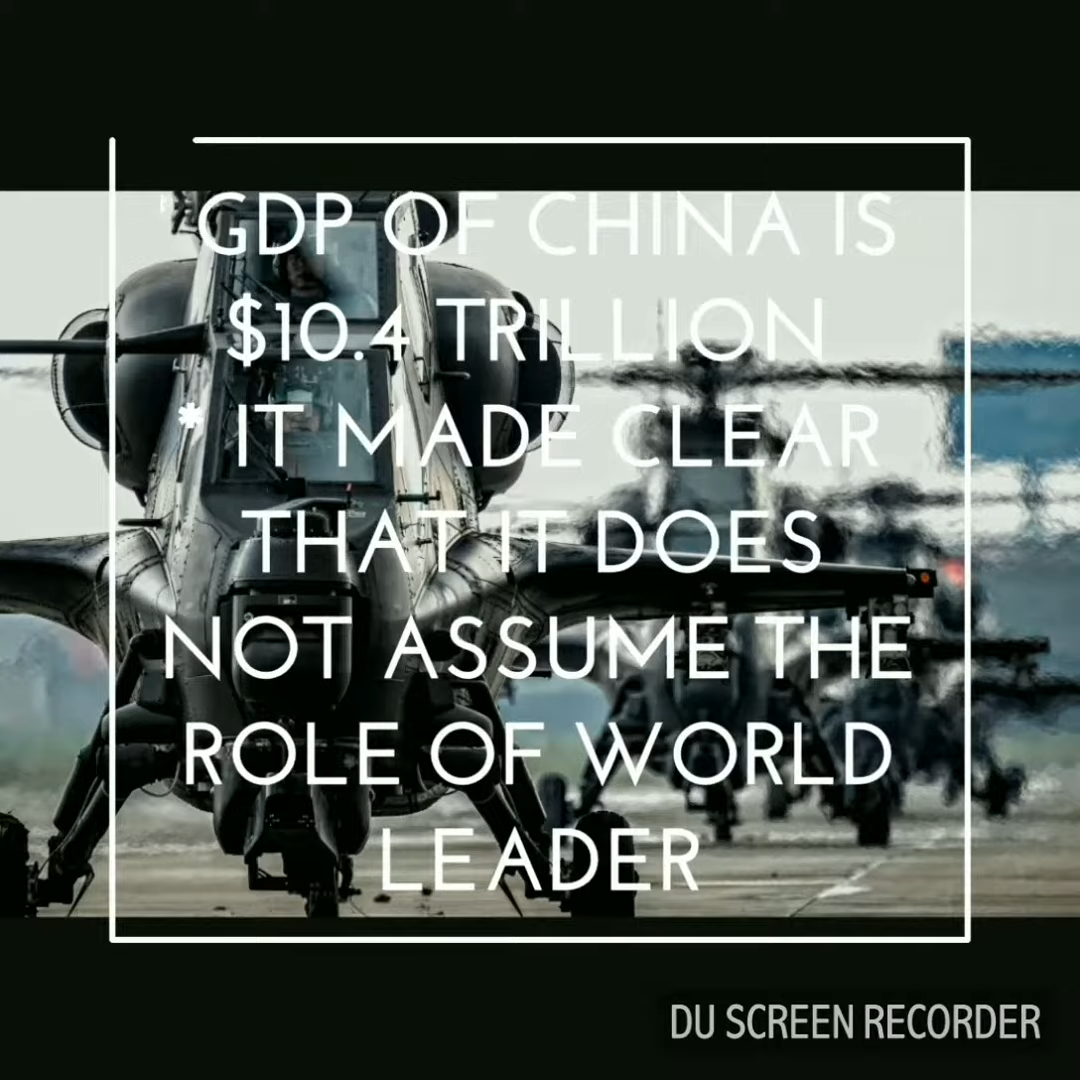 * GDP OF CHINA IS
$10.4 TRILLION
* IT MADE CLEAR
THAT IT DOES
NOT ASSUME THE
ROLE OF WORLD
LEADER
DU SCREEN RECORDER